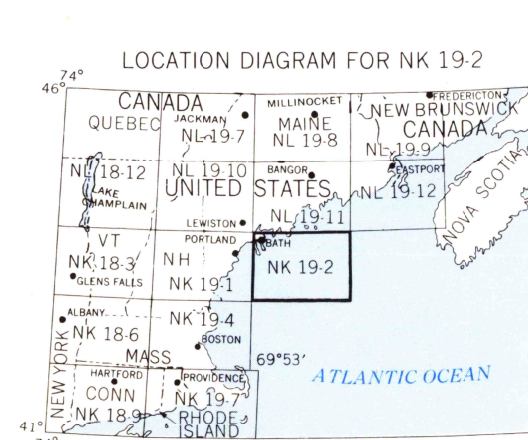 LOCATION DIAGRAM FOR NK 19-2
74°
46°
CANADA
QUEBEC
JACKMAN
NL 19-7
MILLINOCKET
MAINE
NL 19-8
FREDERICTON
NEW BRUNSWICK
CANADA
NL 19-9
NL 18-12
LAKE
CHAMPLAIN
NL 19-10
UNITED STATES
LEWISTON
BANGOR
NL 19-11
EASTPORT
NL 19-12
NOVA SCOTIA
VT
NK 18-3
GLENS FALLS
PORTLAND
NH
NK 19-1
BATH
NK 19-2
ALBANY
NK 18-6
NK 19-4
BOSTON
MASS
69°53'
ATLANTIC OCEAN
NEW YORK
HARTFORD
CONN
NK 18-9
PROVIDENCE
NK 19-7
RHODE
ISLAND
41°